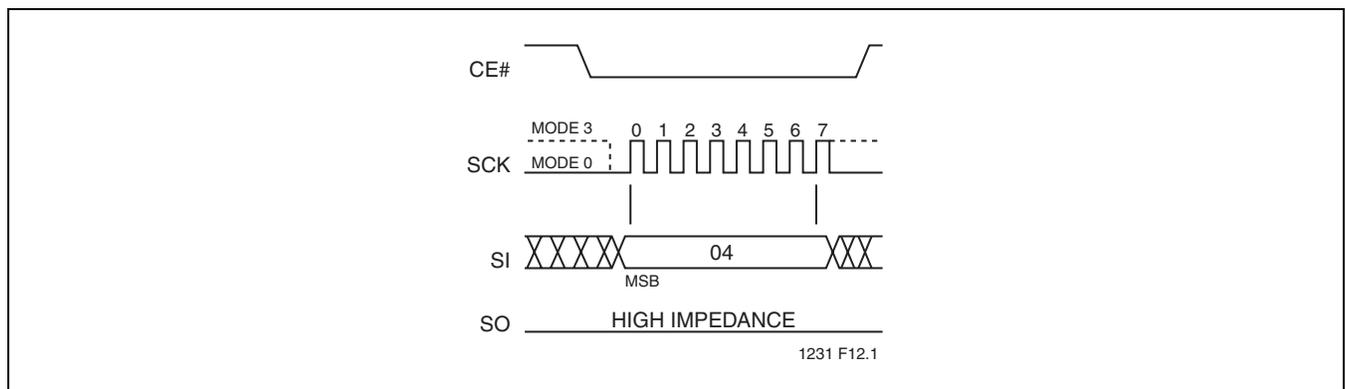 CE#
MODE 3
0 1 2 3 4 5 6 7
SCK
MODE 0
SI
04
MSB
SO
HIGH IMPEDANCE
1231 F12.1